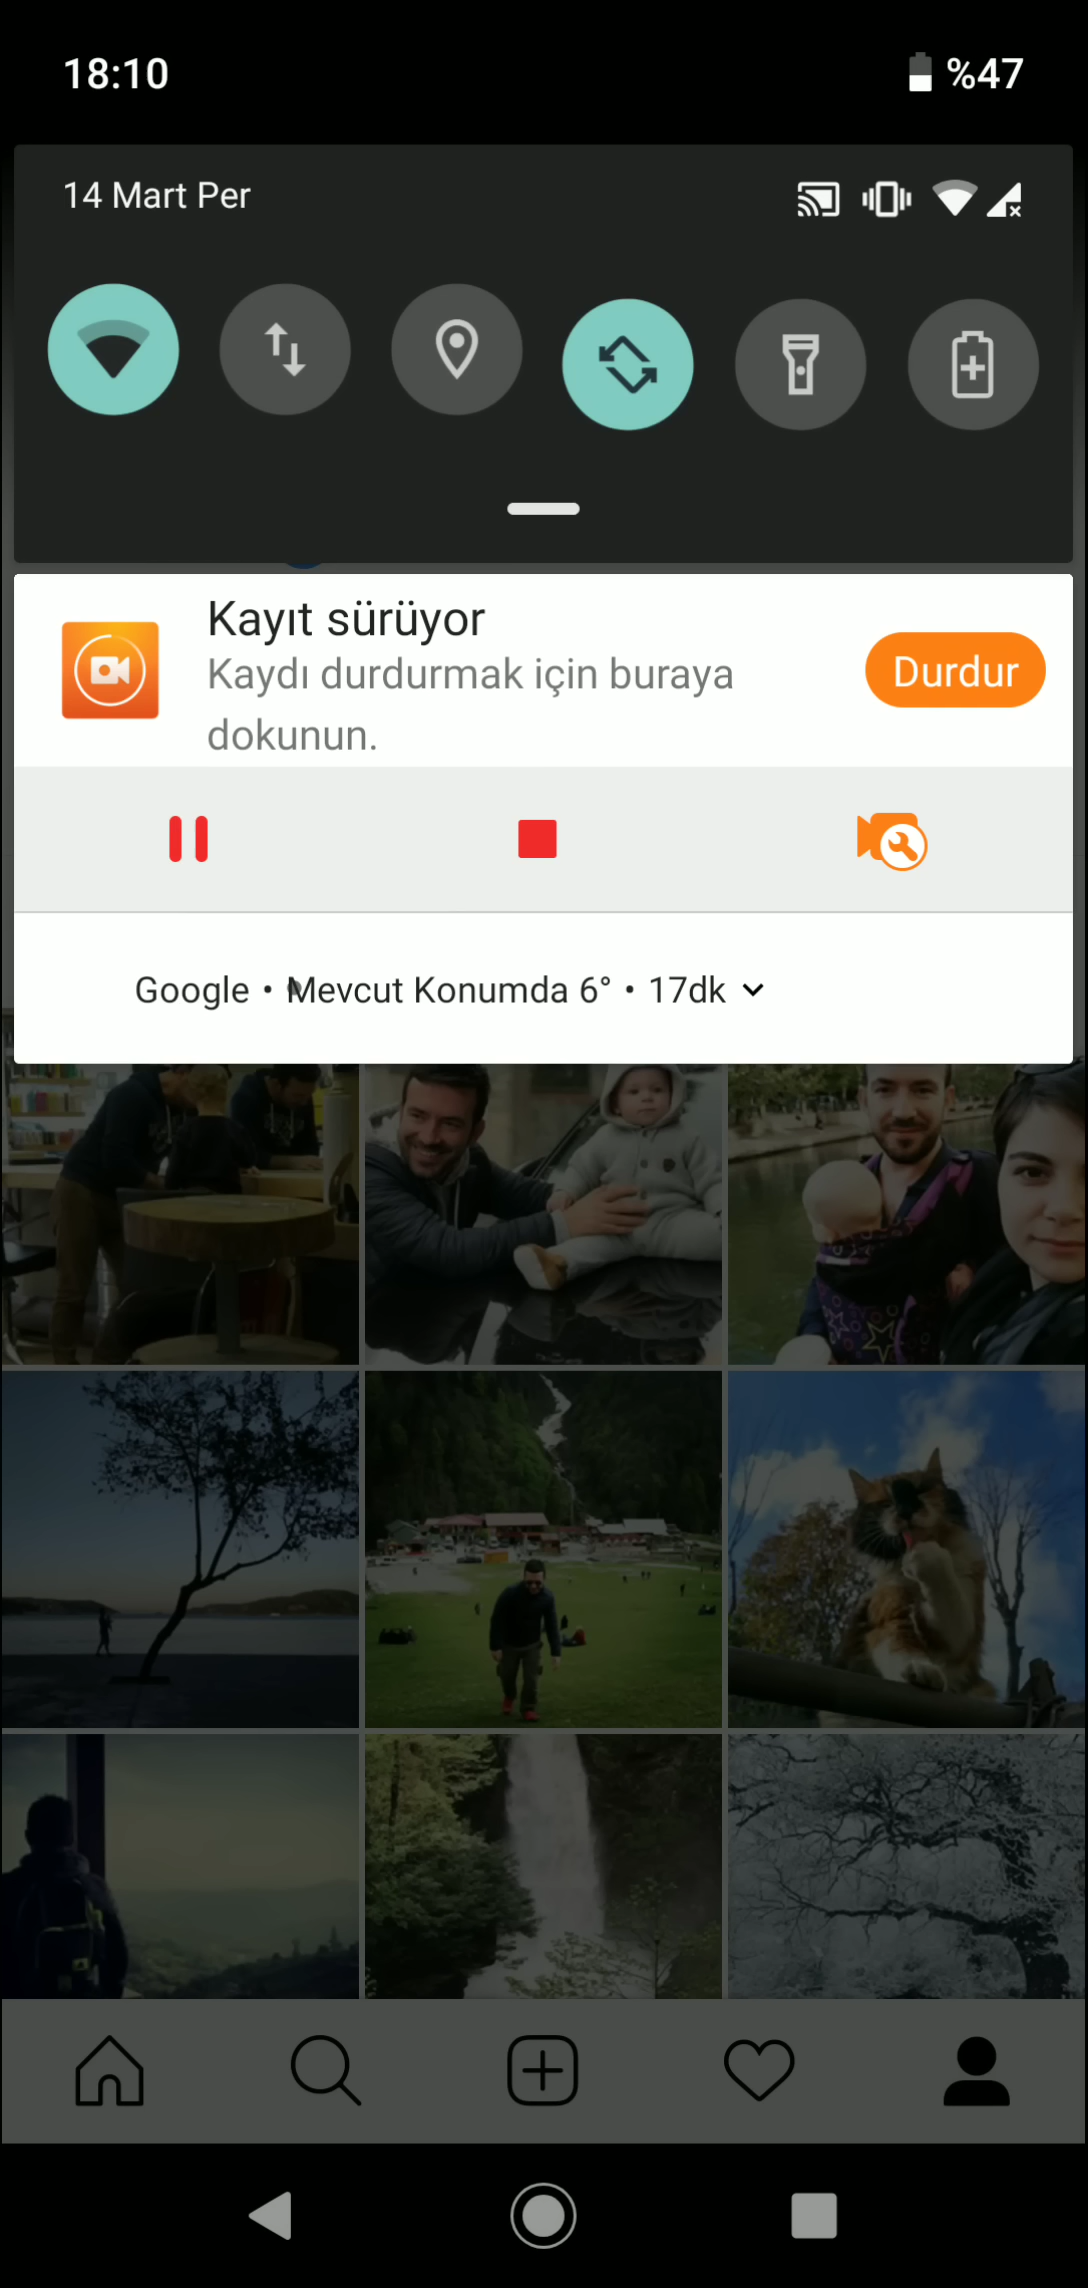 18:10 %47
14 Mart Per
Kayıt sürüyor
Kaydı durdurmak için buraya
dokunun.
Durdur
Google • Mevcut Konumda 6° • 17dk